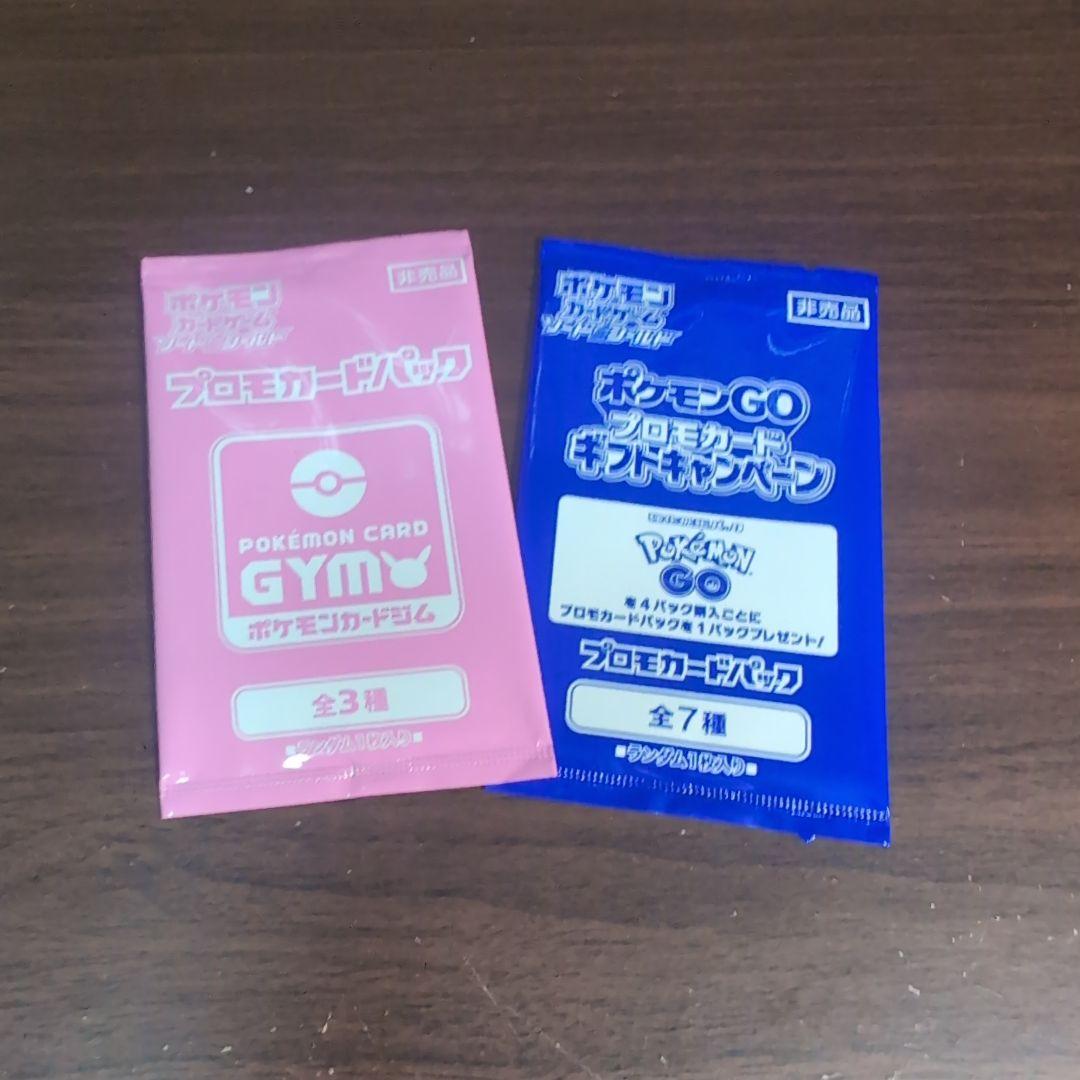 非売品
ポケモン
カードゲーム
ソード&シールド
プロモカードパック
POKÉMON CARD
GYM
ポケモンカードジム
全3種
■ランダム1枚入り■
非売品
ポケモン
カードゲーム
ソード&シールド
ポケモンGO
プロモカード
ギフトキャンペーン
POKÉMON
GO
を4パック購入ごとに
プロモカードパックを1パックプレゼント!
プロモカードパック
全7種
■ランダム1枚入り■